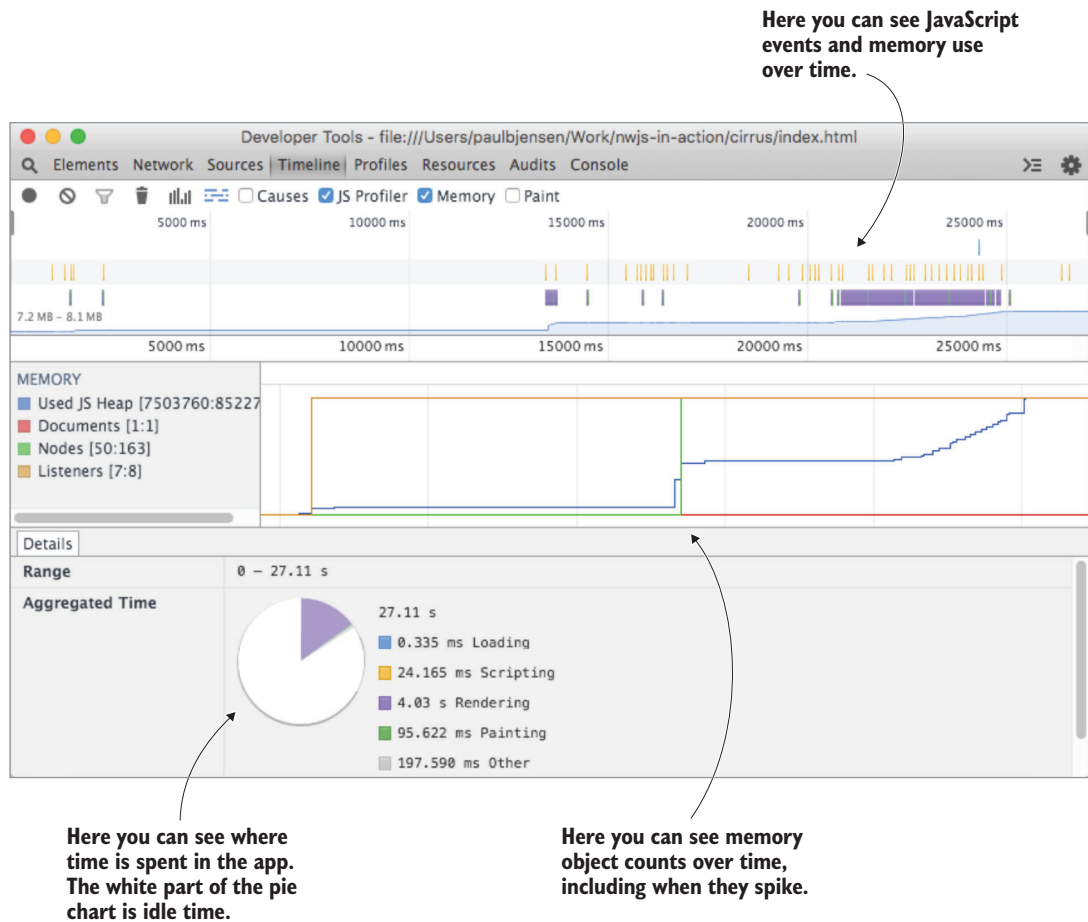 Here you can see JavaScript
events and memory use
over time.
Developer Tools - file:///Users/paulbjensen/Work/nwjs-in-action/cirrus/index.html
Elements Network Sources Timeline Profiles Resources Audits Console
Causes JS Profiler Memory Paint
5000 ms 10000 ms 15000 ms 20000 ms 25000 ms
7.2 MB – 8.1 MB
5000 ms 10000 ms 15000 ms 20000 ms 25000 ms
MEMORY
Used JS Heap [7503760:85227
Documents [1:1]
Nodes [50:163]
Listeners [7:8]
Details
Range 0 – 27.11 s
Aggregated Time
27.11 s
0.335 ms Loading
24.165 ms Scripting
4.03 s Rendering
95.622 ms Painting
197.590 ms Other
Here you can see where
time is spent in the app.
The white part of the pie
chart is idle time.
Here you can see memory
object counts over time,
including when they spike.